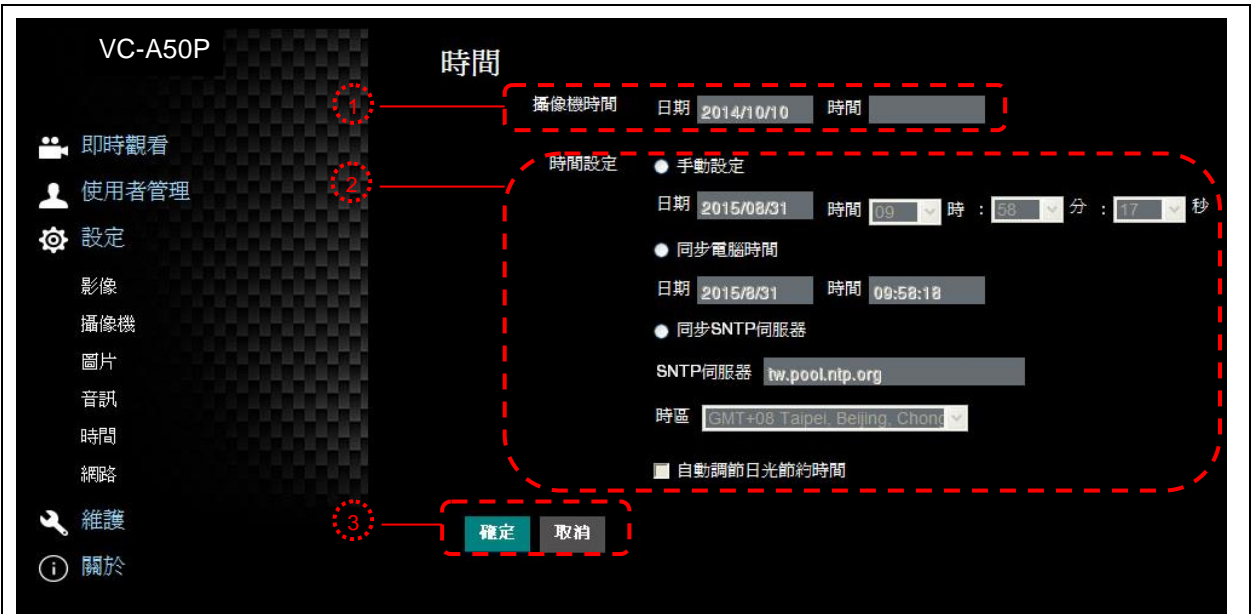 VC-A50P
即時觀看
使用者管理
設定
影像
攝像機
圖片
音訊
時間
網路
維護
關於
時間
1
攝像機時間 日期 2014/10/10 時間
2
時間設定 手動設定
日期 2015/08/31 時間 09 時 : 58 分 : 17 秒
同步電腦時間
日期 2015/8/31 時間 09:58:18
同步SNTP伺服器
SNTP伺服器 tw.pool.ntp.org
時區 GMT+08 Taipei, Beijing, Chong
自動調節日光節約時間
3
確定 取消